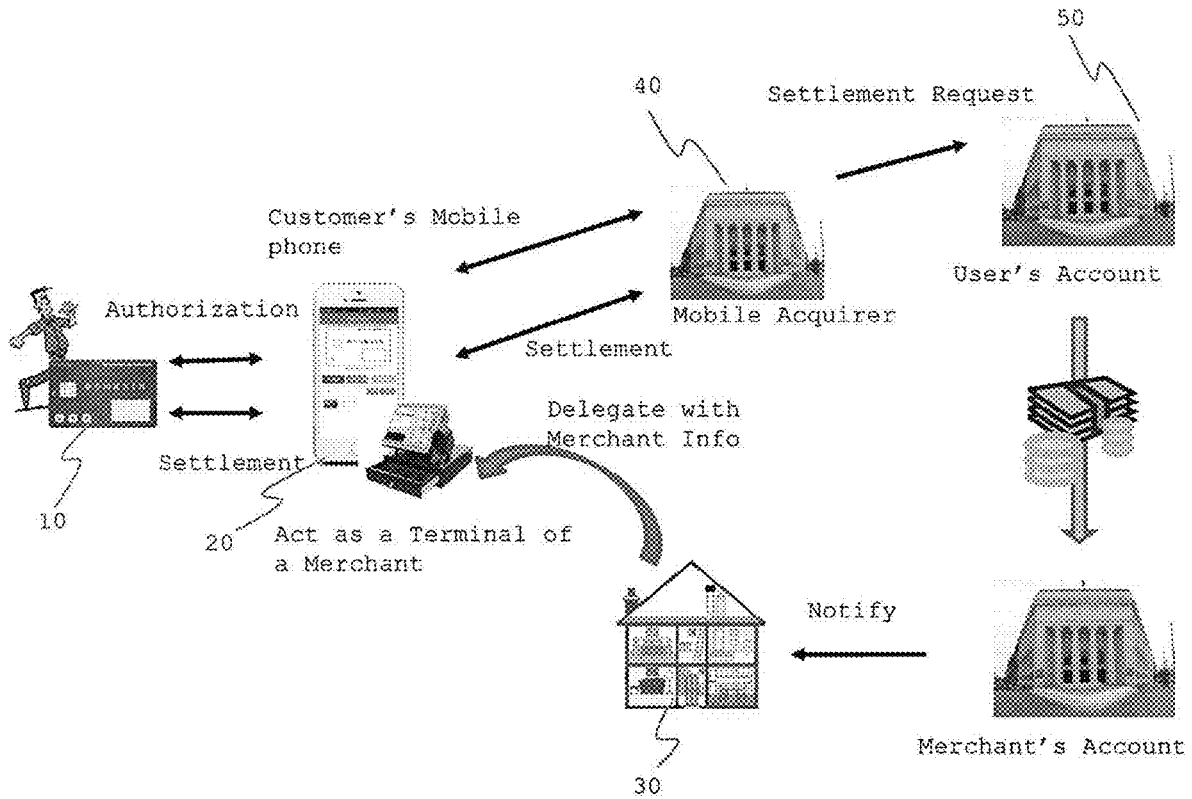 50
40
Settlement Request
Customer's Mobile
phone
User's Account
Authorization
Mobile Acquirer
Settlement
Delegate with
Merchant Info
Settlement
10
20
Act as a Terminal of
a Merchant
Notify
Merchant's Account
30